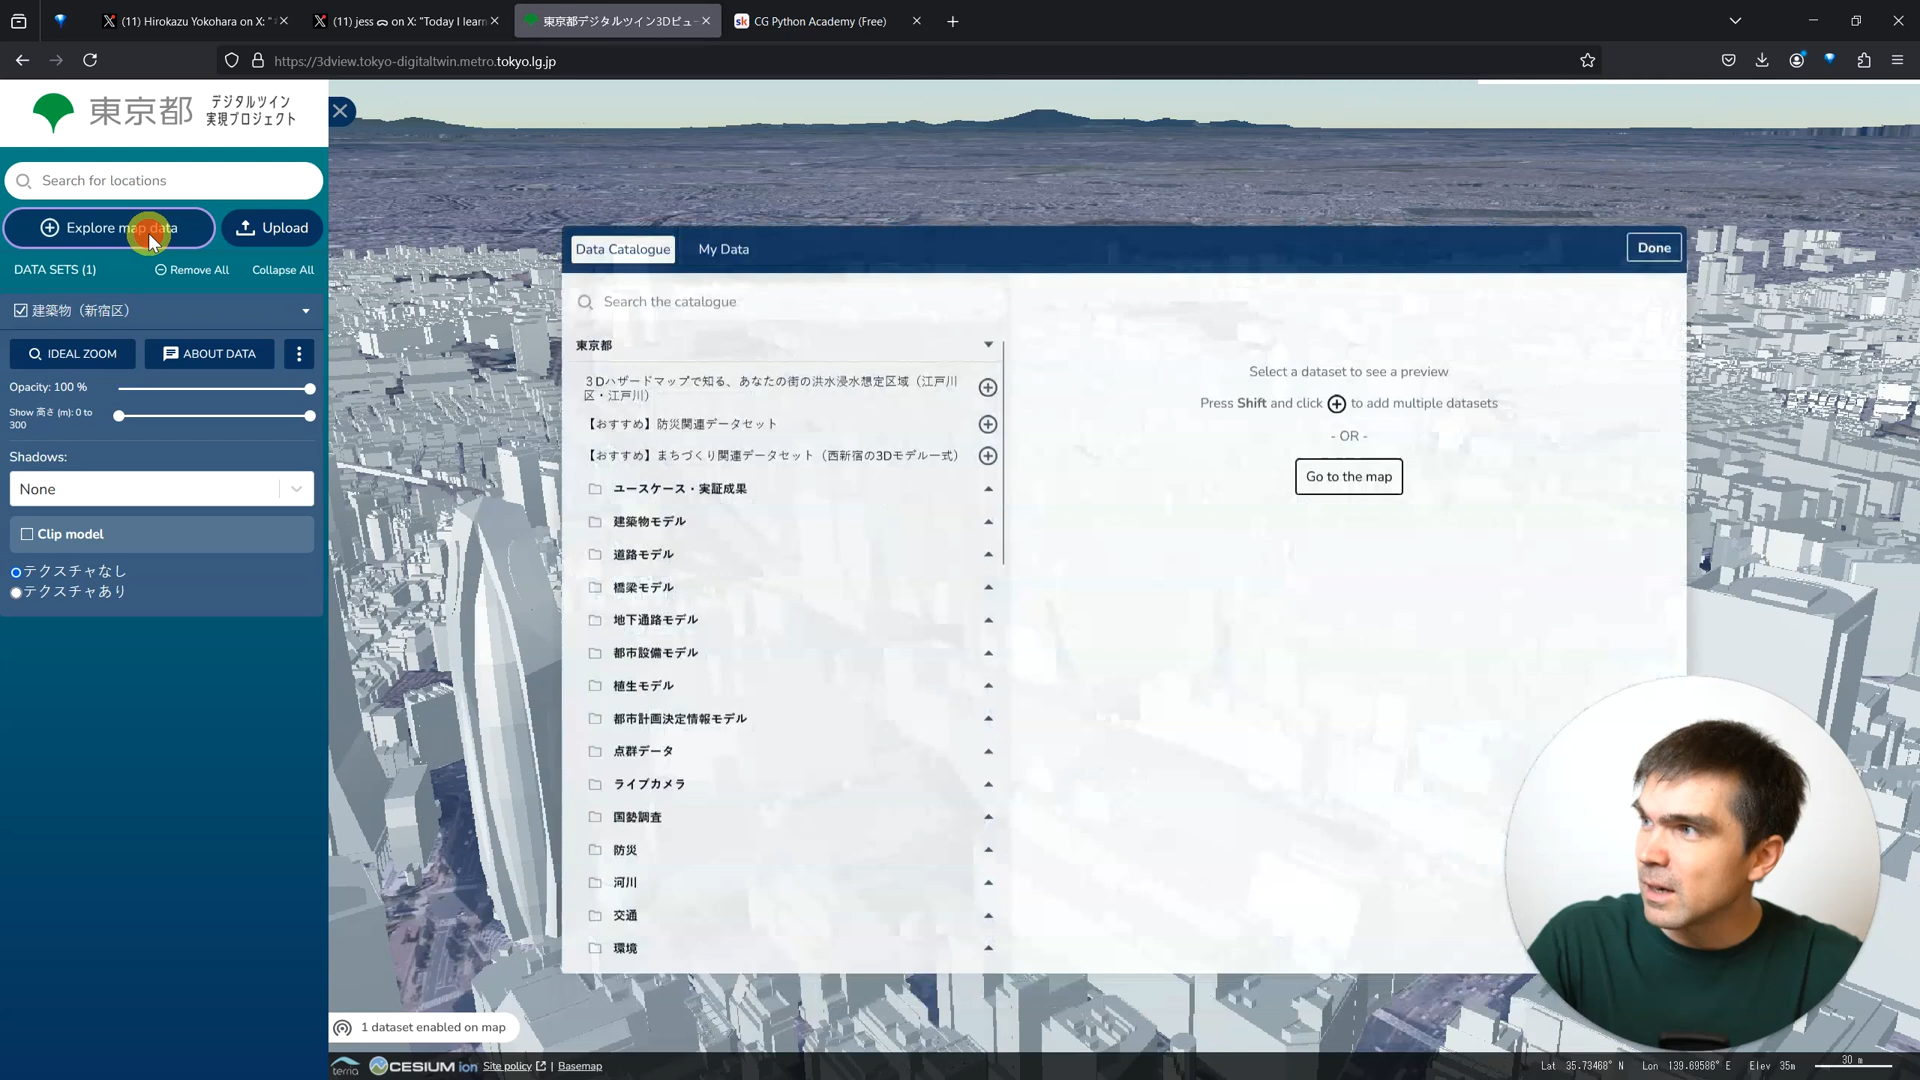 (11) Hirokazu Yokohara on X: "
(11) jess on X: "Today I learn
東京都デジタルツイン3Dビュー
sk CG Python Academy (Free)
https://3dview.tokyo-digitaltwin.metro.tokyo.lg.jp
東京都
デジタルツイン
実現プロジェクト
Search for locations
Explore map data
Upload
DATA SETS (1)
Remove All
Collapse All
建築物（新宿区）
IDEAL ZOOM
ABOUT DATA
Opacity: 100 %
Show 高さ (m): 0 to
300
Shadows:
None
Clip model
テクスチャなし
テクスチャあり
Data Catalogue
My Data
Done
Search the catalogue
東京都
３Dハザードマップで知る、あなたの街の洪水浸水想定区域（江戸川
区・江戸川）
【おすすめ】防災関連データセット
【おすすめ】まちづくり関連データセット（西新宿の3Dモデル一式）
ユースケース・実証成果
建築物モデル
道路モデル
橋梁モデル
地下通路モデル
都市設備モデル
植生モデル
都市計画決定情報モデル
点群データ
ライブカメラ
国勢調査
防災
河川
交通
環境
Select a dataset to see a preview
Press Shift and click to add multiple datasets
- OR -
Go to the map
1 dataset enabled on map
terria
CESIUM ion
Site policy | Basemap
Lat 35.73468° N Lon 139.69586° E Elev 35m
30 m